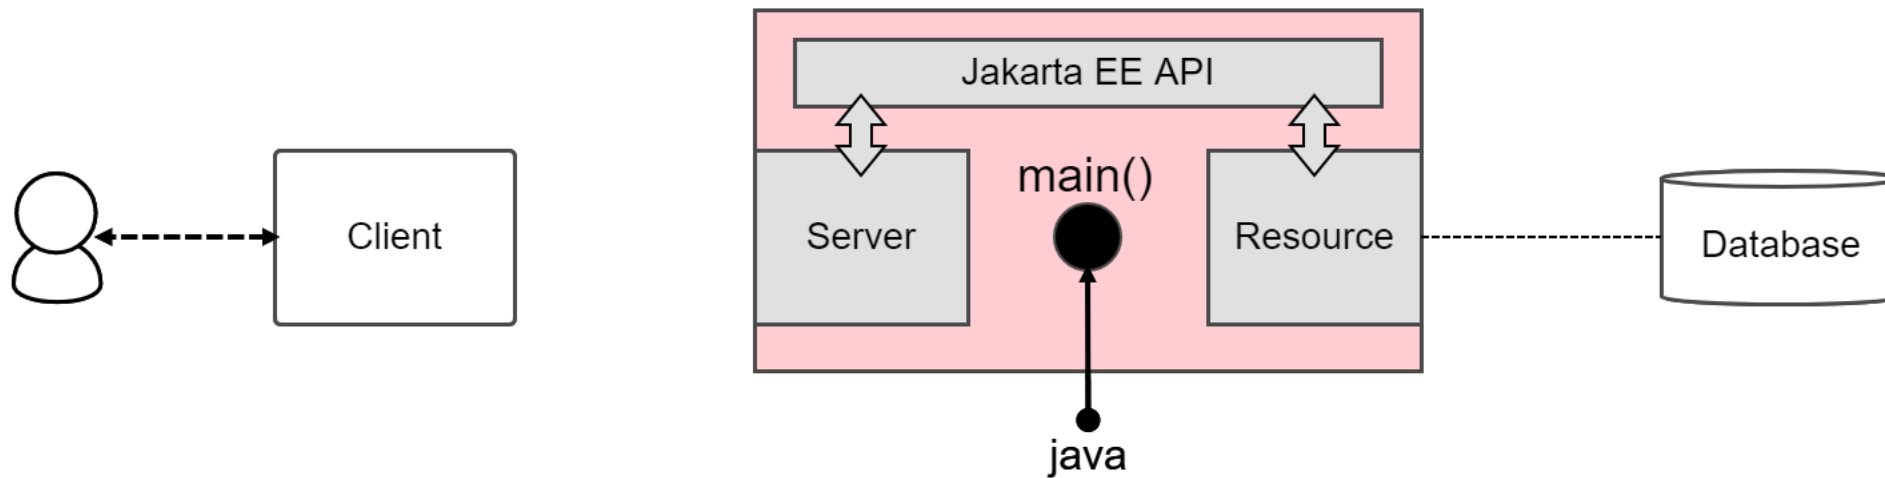 Jakarta EE API
main()
Client
Server
Resource
Database
java